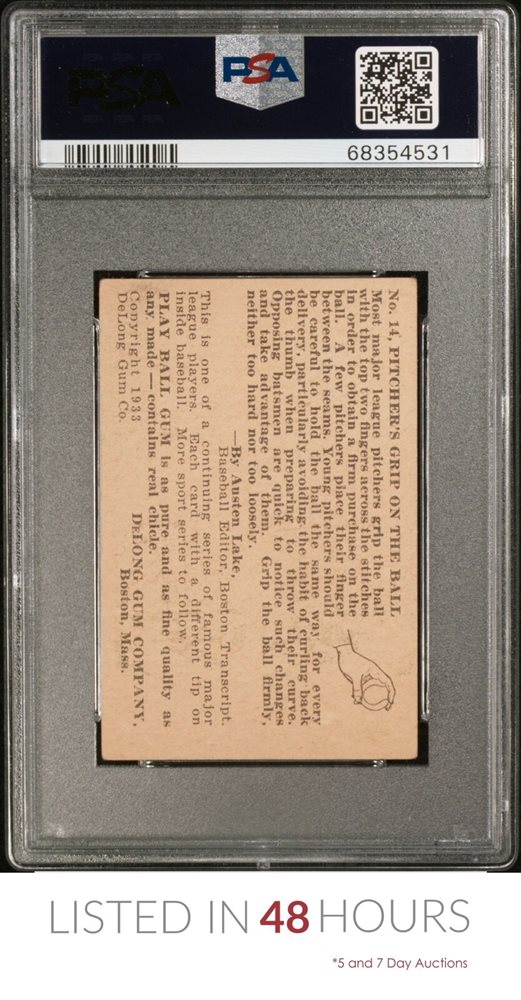 PSA
PSA
68354531
No. 14, PITCHER'S GRIP ON THE BALL
Most major league pitchers grip the ball
with the top two fingers across the stitches
in order to obtain a firm purchase on the
ball. A few pitchers place their finger
between the seams. Young pitchers should
be careful to hold the ball the same way for every
delivery, particularly avoiding the habit of curling back
the thumb when preparing to throw their curve.
Opposing batsmen are quick to notice such changes
and take advantage of them. Grip the ball firmly,
neither too hard nor too loosely.
—By Austen Lake,
Baseball Editor, Boston Transcript.
This is one of a continuing series of famous major
league players. Each card with a different tip on
inside baseball. More sport series to follow.
PLAY BALL GUM is as pure and as fine quality as
any made — contains real chicle.
Copyright 1933 DELONG GUM COMPANY,
DeLong Gum Co. Boston, Mass.
LISTED IN 48 HOURS
*5 and 7 Day Auctions